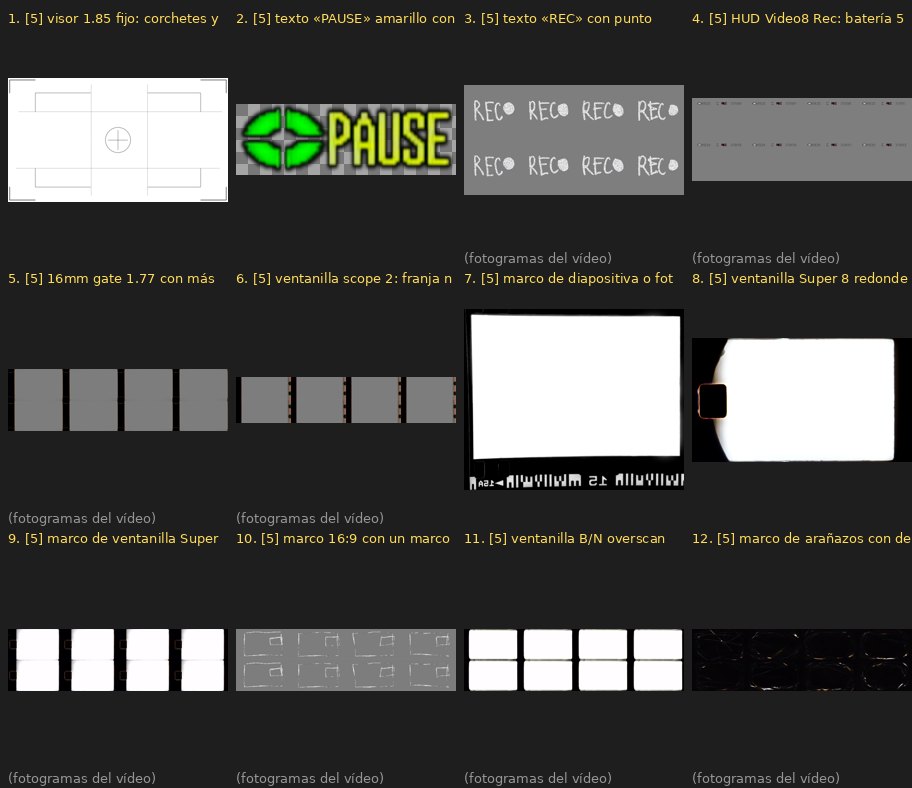 1. [5] visor 1.85 fijo: corchetes y
2. [5] texto «PAUSE» amarillo con
3. [5] texto «REC» con punto
4. [5] HUD Video8 Rec: batería 5
PAUSE
REC REC REC REC
REC REC REC REC
(fotogramas del vídeo)
(fotogramas del vídeo)
5. [5] 16mm gate 1.77 con más
6. [5] ventanilla scope 2: franja n
7. [5] marco de diapositiva o fot
8. [5] ventanilla Super 8 redonde
(fotogramas del vídeo)
(fotogramas del vídeo)
9. [5] marco de ventanilla Super
10. [5] marco 16:9 con un marco
11. [5] ventanilla B/N overscan
12. [5] marco de arañazos con de
(fotogramas del vídeo)
(fotogramas del vídeo)
(fotogramas del vídeo)
(fotogramas del vídeo)